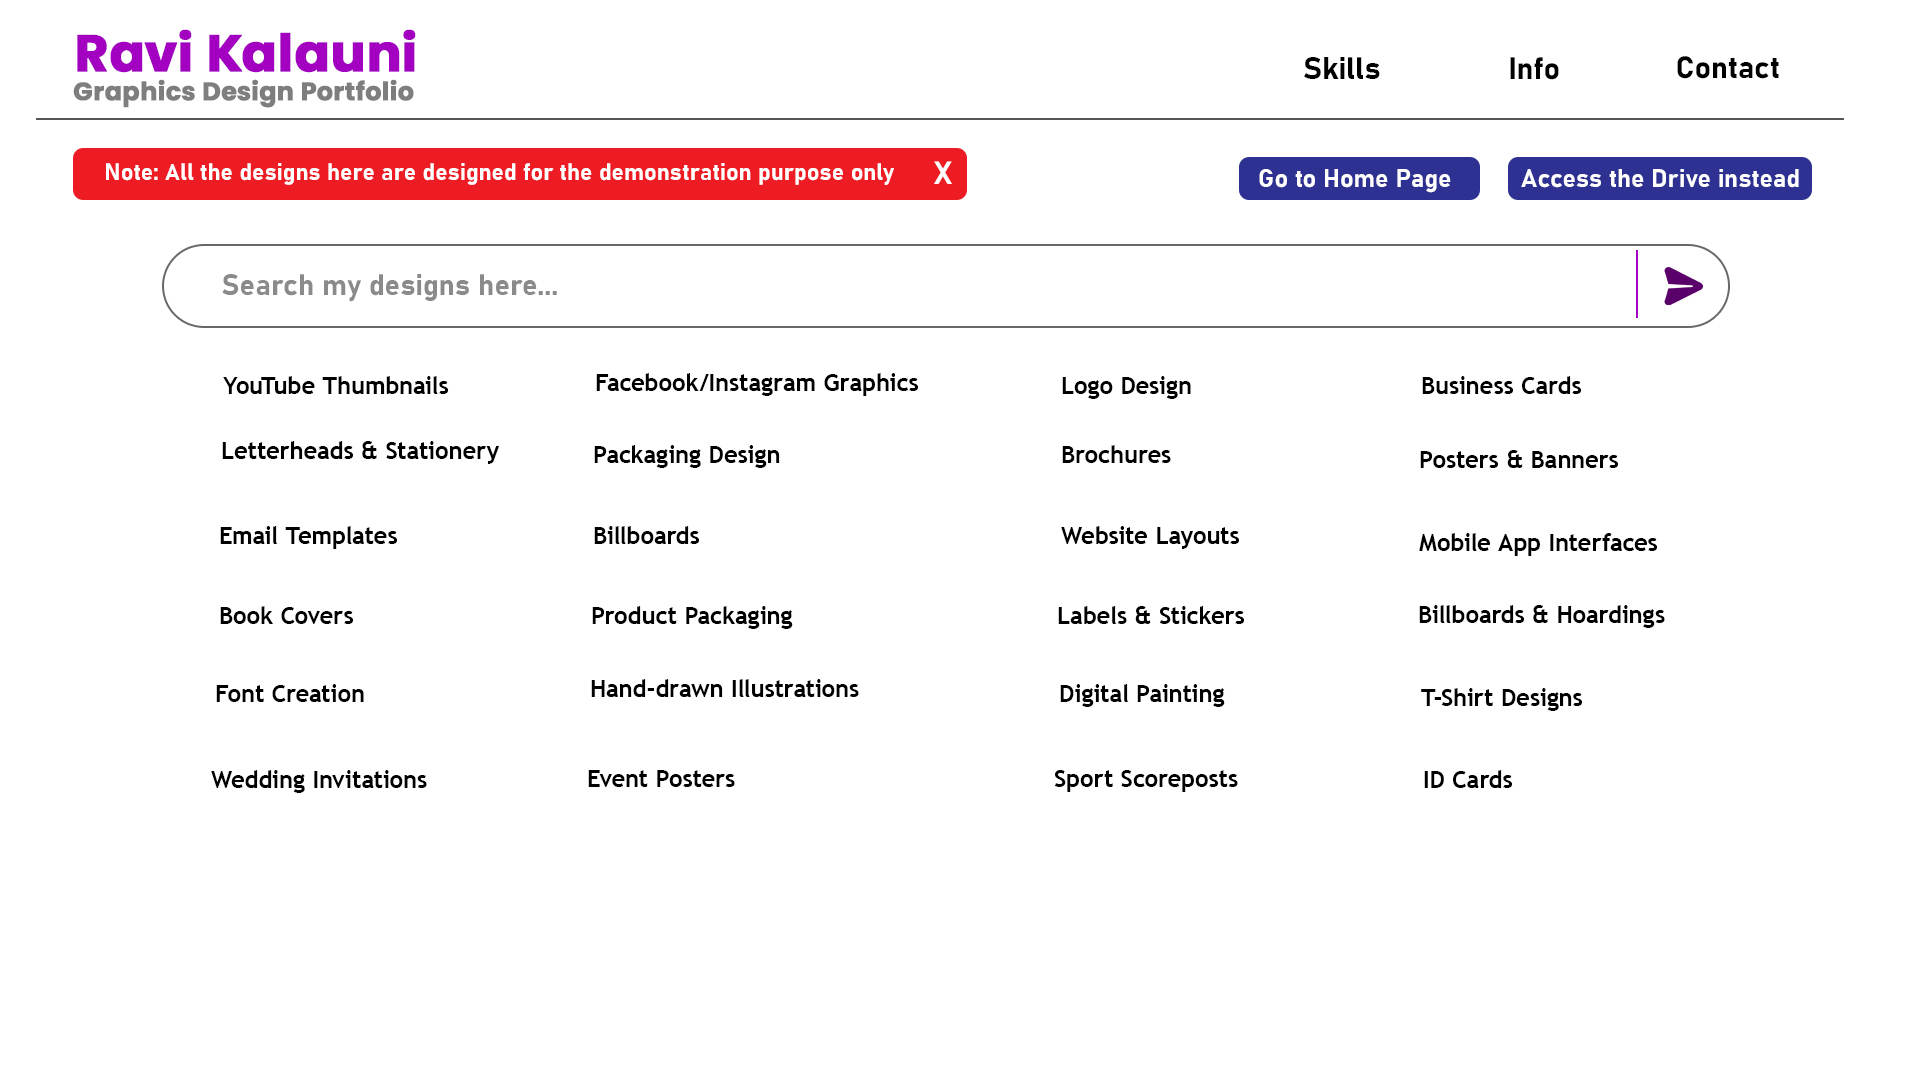 Ravi Kalauni
Graphics Design Portfolio
Skills
Info
Contact
Note: All the designs here are designed for the demonstration purpose only
X
Go to Home Page
Access the Drive instead
Search my designs here...
YouTube Thumbnails
Facebook/Instagram Graphics
Logo Design
Business Cards
Letterheads & Stationery
Packaging Design
Brochures
Posters & Banners
Email Templates
Billboards
Website Layouts
Mobile App Interfaces
Book Covers
Product Packaging
Labels & Stickers
Billboards & Hoardings
Font Creation
Hand-drawn Illustrations
Digital Painting
T-Shirt Designs
Wedding Invitations
Event Posters
Sport Scoreposts
ID Cards